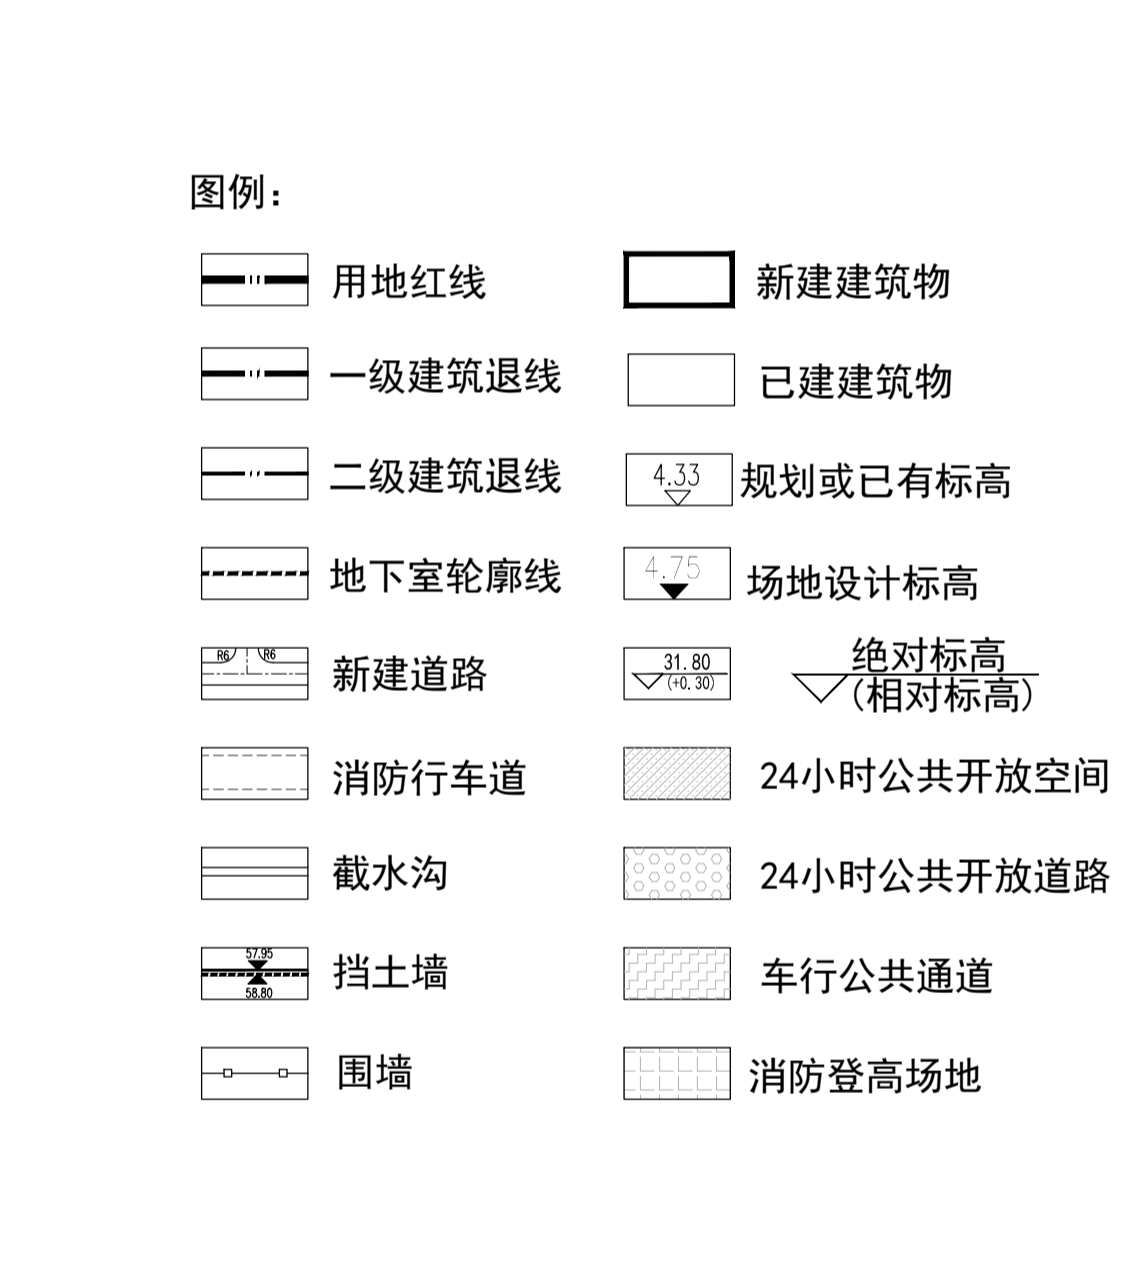 图例：
用地红线
新建建筑物
一级建筑退线
已建建筑物
二级建筑退线
4.33
规划或已有标高
地下室轮廓线
4.75
场地设计标高
R6 R6
新建道路
31.80
(+0.30)
绝对标高
(相对标高)
消防行车道
24小时公共开放空间
截水沟
24小时公共开放道路
57.95
58.80
挡土墙
车行公共通道
围墙
消防登高场地